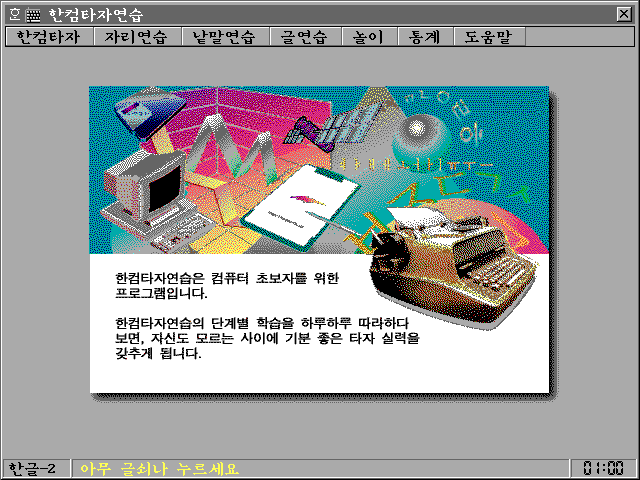 한컴타자연습
한컴타자 자리연습 낱말연습 글연습 놀이 통계 도움말
한컴타자연습은 컴퓨터 초보자를 위한
프로그램입니다.
한컴타자연습의 단계별 학습을 하루하루 따라하다
보면, 자신도 모르는 사이에 기분 좋은 타자 실력을
갖추게 됩니다.
한글-2 아무 글쇠나 누르세요 01:00